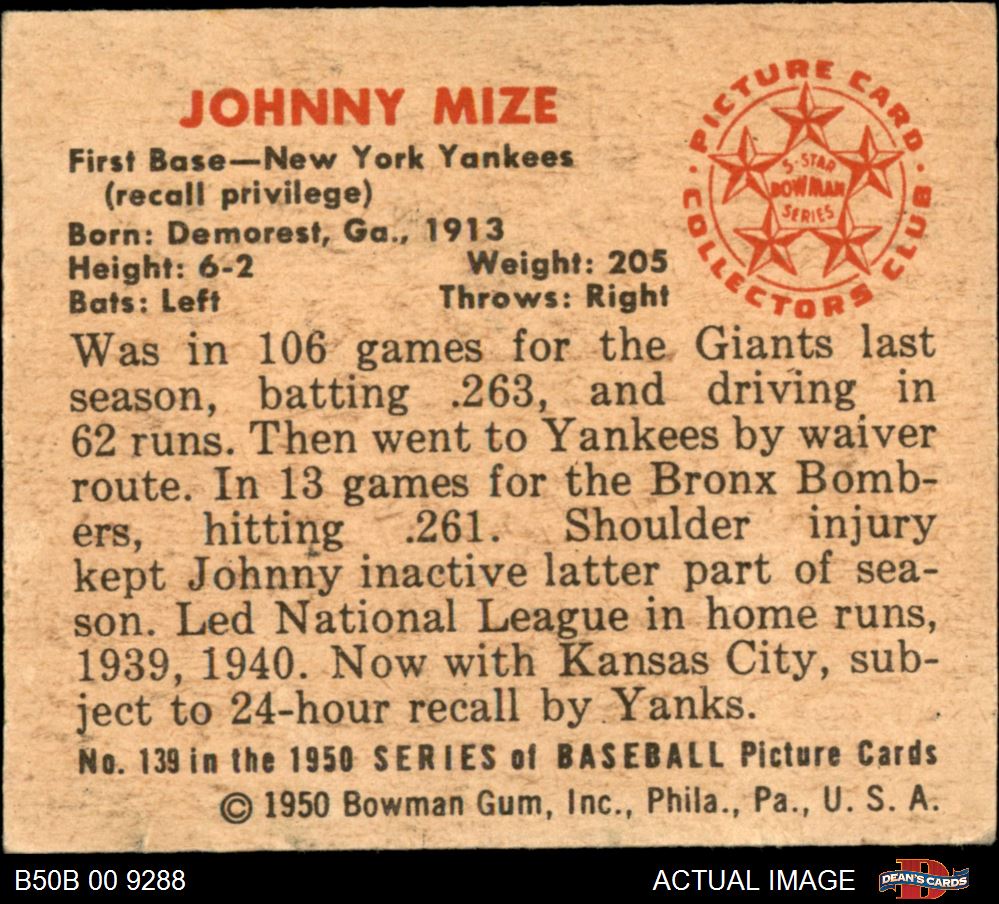 JOHNNY MIZE
First Base—New York Yankees
(recall privilege)
Born: Demorest, Ga., 1913
Height: 6-2 Weight: 205
Bats: Left Throws: Right
PICTURE CARD
5-STAR
BOWMAN
SERIES
COLLECTORS CLUB
Was in 106 games for the Giants last
season, batting .263, and driving in
62 runs. Then went to Yankees by waiver
route. In 13 games for the Bronx Bomb-
ers, hitting .261. Shoulder injury
kept Johnny inactive latter part of sea-
son. Led National League in home runs,
1939, 1940. Now with Kansas City, sub-
ject to 24-hour recall by Yanks.
No. 139 in the 1950 SERIES of BASEBALL Picture Cards
© 1950 Bowman Gum, Inc., Phila., Pa., U. S. A.
B50B 00 9288 ACTUAL IMAGE
D
DEAN'S CARDS